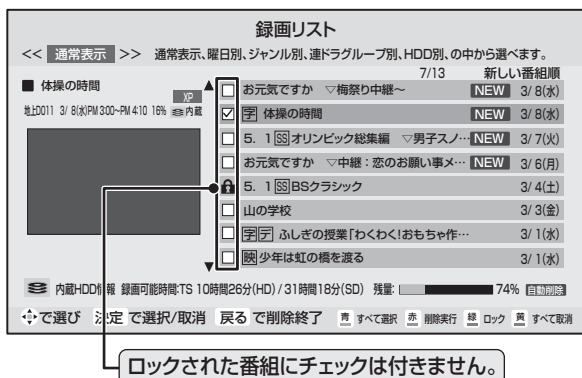 録画リスト
<< 通常表示 >> 通常表示、曜日別、ジャンル別、連ドラグループ別、HDD別、の中から選べます。
7/13 新しい番組順
■ 体操の時間
XP
地上D011 3/ 8(水)PM 3:00~PM 4:10 16% 内蔵
お元気ですか ▽梅祭り中継～ NEW 3/ 8(水)
字 体操の時間 NEW 3/ 8(水)
5. 1 SS オリンピック総集編 ▽男子スノ… NEW 3/ 7(火)
お元気ですか ▽中継：恋のお願い事メ… NEW 3/ 6(月)
5. 1 SS BSクラシック 3/ 4(土)
山の学校 3/ 3(金)
字 デ ふしぎの授業「わくわく!おもちゃ作… 3/ 1(水)
映 少年は虹の橋を渡る 3/ 1(水)
内蔵HDD情報 録画可能時間:TS 10時間26分(HD) / 31時間18分(SD) 残量: 74% 自動削除
で選び 決定 で選択/取消 戻る で削除終了 青 すべて選択 赤 削除実行 緑 ロック 黄 すべて取消
ロックされた番組にチェックは付きません。